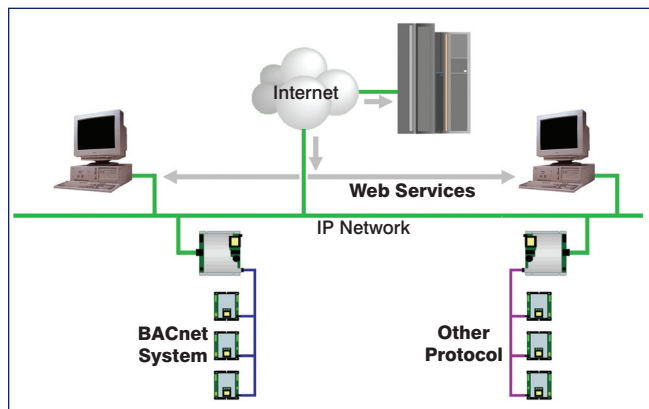 Internet
Web Services
IP Network
BACnet
System
Other
Protocol